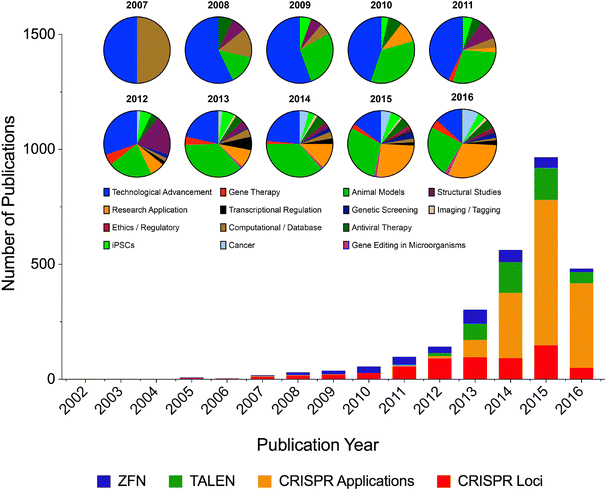 2007 2008 2009 2010 2011
2012 2013 2014 2015 2016
Technological Advancement Gene Therapy Animal Models Structural Studies
Research Application Transcriptional Regulation Genetic Screening Imaging / Tagging
Ethics / Regulatory Computational / Database Antiviral Therapy
iPSCs Cancer Gene Editing in Microorganisms
Number of Publications
1500
1000
500
0
2002 2003 2004 2005 2006 2007 2008 2009 2010 2011 2012 2013 2014 2015 2016
Publication Year
ZFN TALEN CRISPR Applications CRISPR Loci